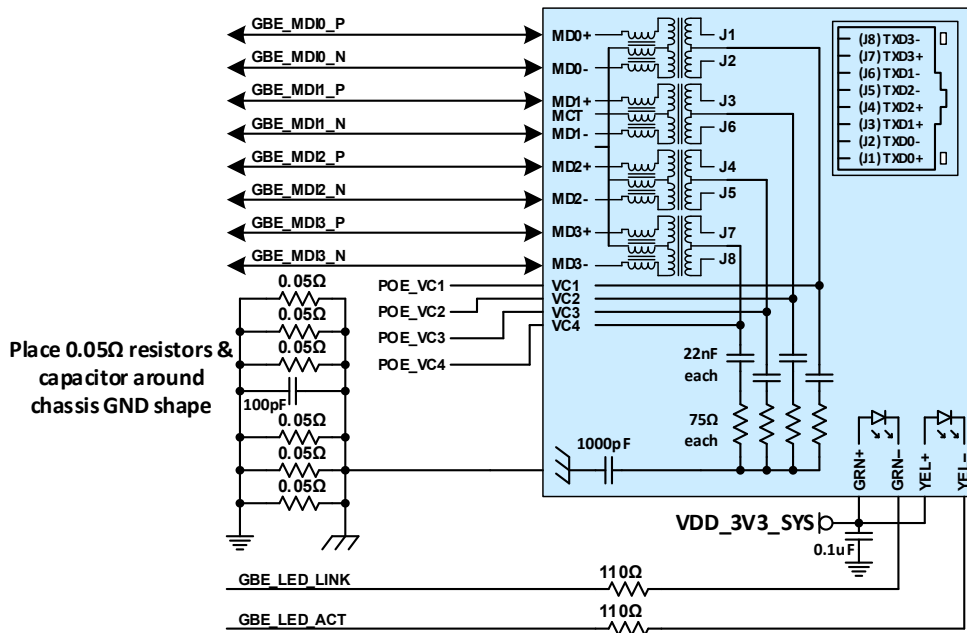 GBE_MDI0_P
GBE_MDI0_N
GBE_MDI1_P
GBE_MDI1_N
GBE_MDI2_P
GBE_MDI2_N
GBE_MDI3_P
GBE_MDI3_N
MD0+
MD0-
MD1+
MCT
MD1-
MD2+
MD2-
MD3+
MD3-
VC1
VC2
VC3
VC4
J1
J2
J3
J6
J4
J5
J7
J8
(J8) TXD3-
(J7) TXD3+
(J6) TXD1-
(J5) TXD2-
(J4) TXD2+
(J3) TXD1+
(J2) TXD0-
(J1) TXD0+
POE_VC1
POE_VC2
POE_VC3
POE_VC4
0.05Ω
0.05Ω
0.05Ω
100pF
0.05Ω
0.05Ω
0.05Ω
Place 0.05Ω resistors &
capacitor around
chassis GND shape
22nF
each
75Ω
each
1000pF
GRN+
GRN–
YEL+
YEL–
VDD_3V3_SYS
0.1uF
GBE_LED_LINK
110Ω
GBE_LED_ACT
110Ω